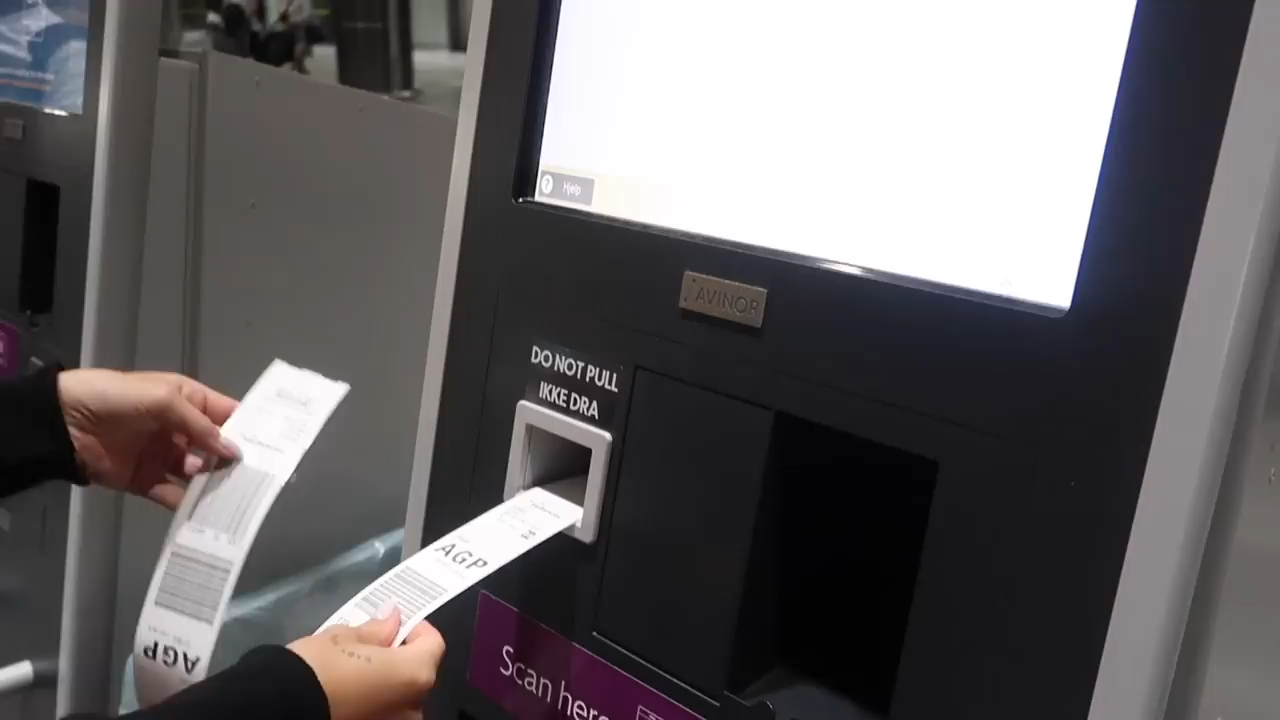 Hjelp
AVINOR
DO NOT PULL
IKKE DRA
AGP
AGP
Scan here